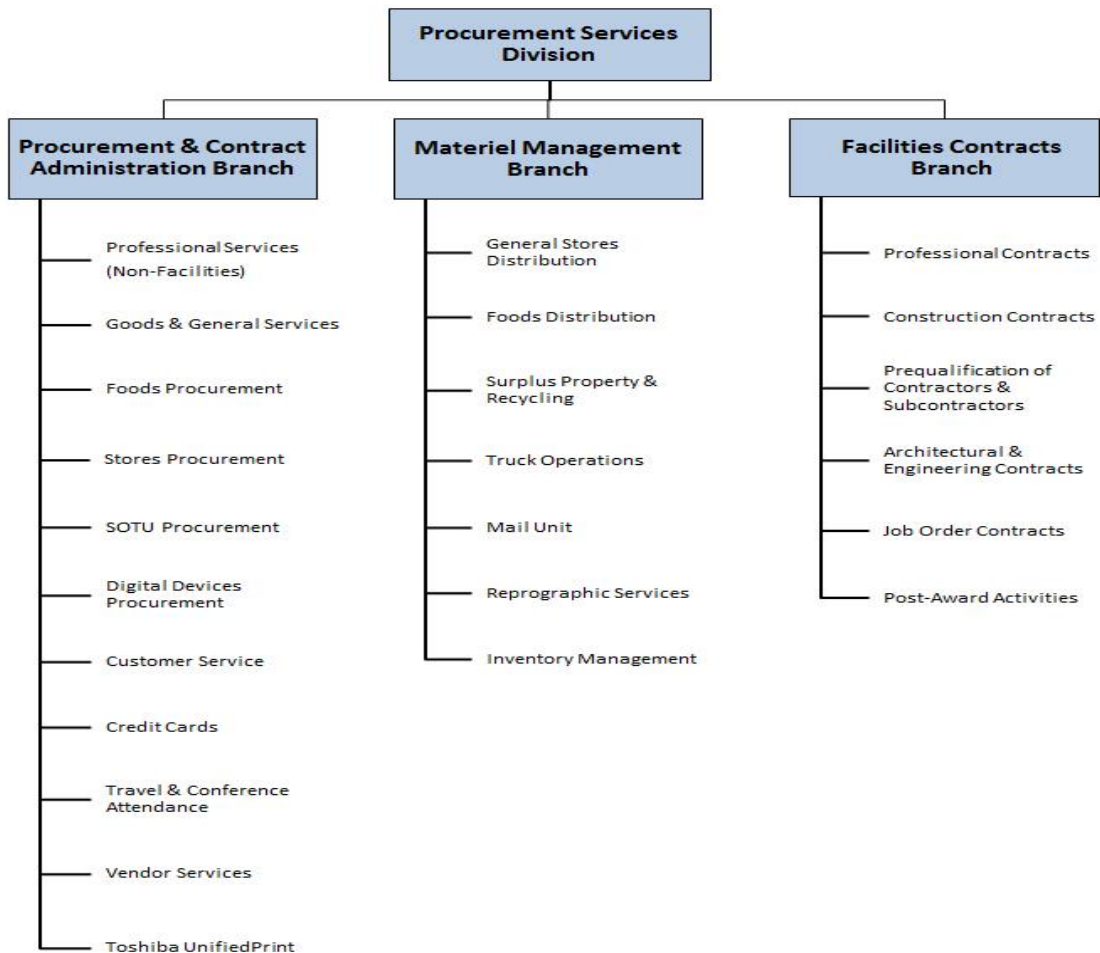 Procurement Services
Division
Procurement & Contract
Administration Branch
Professional Services
(Non-Facilities)
Goods & General Services
Foods Procurement
Stores Procurement
SOTU Procurement
Digital Devices
Procurement
Customer Service
Credit Cards
Travel & Conference
Attendance
Vendor Services
Toshiba UnifiedPrint
Materiel Management
Branch
General Stores
Distribution
Foods Distribution
Surplus Property &
Recycling
Truck Operations
Mail Unit
Reprographic Services
Inventory Management
Facilities Contracts
Branch
Professional Contracts
Construction Contracts
Prequalification of
Contractors &
Subcontractors
Architectural &
Engineering Contracts
Job Order Contracts
Post-Award Activities